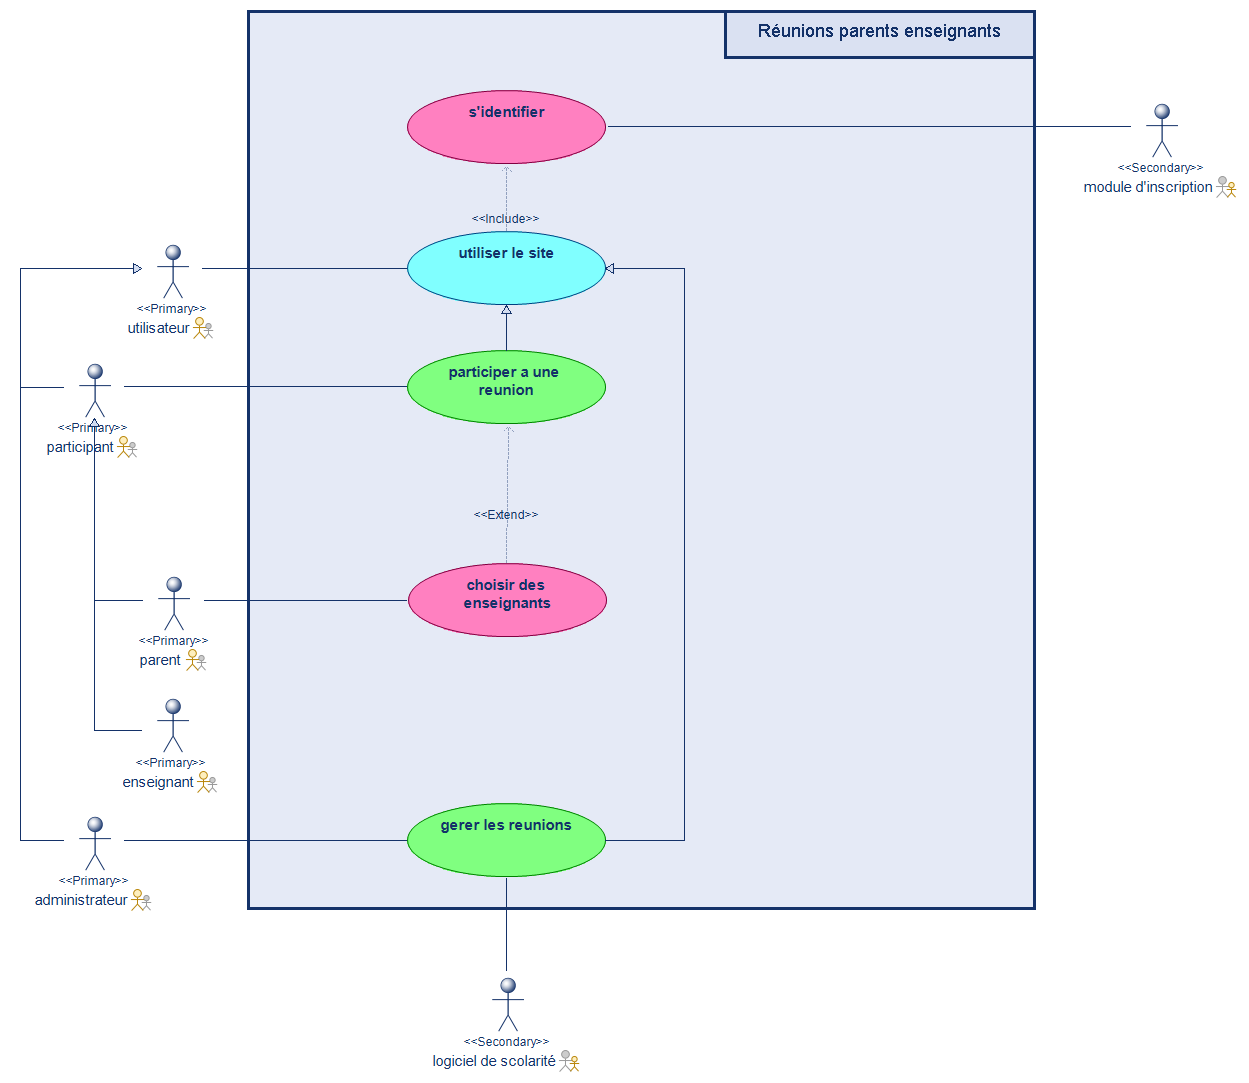 Réunions parents enseignants
s'identifier
<<Secondary>>
module d'inscription
<<Include>>
utiliser le site
<<Primary>>
utilisateur
participer a une
reunion
<<Primary>>
participant
<<Extend>>
choisir des
enseignants
<<Primary>>
parent
<<Primary>>
enseignant
gerer les reunions
<<Primary>>
administrateur
<<Secondary>>
logiciel de scolarité